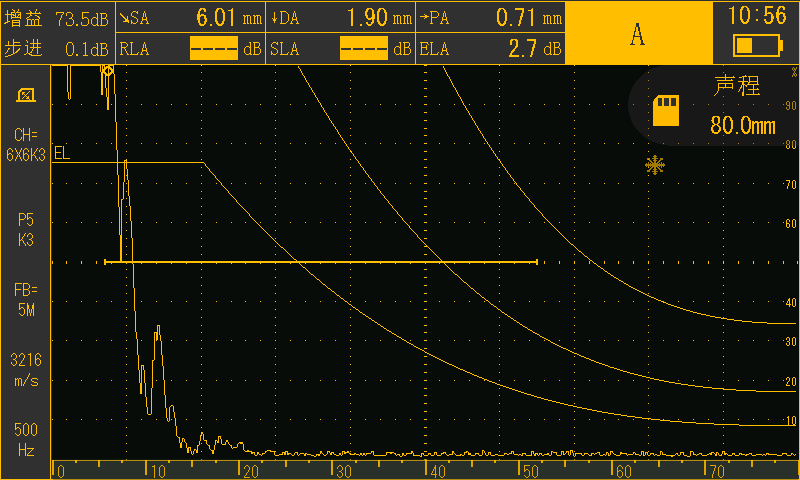 增益 73.5dB ↘SA 6.01 mm ↓DA 1.90 mm →PA 0.71 mm A 10:56
步进 0.1dB RLA ---- dB SLA ---- dB ELA 2.7 dB
声程
80.0mm
%
90
80
70
60
40
30
20
10
EL
CH=
6X6K3
P5
K3
FB=
5M
3216
m/s
500
Hz
0 10 20 30 40 50 60 70